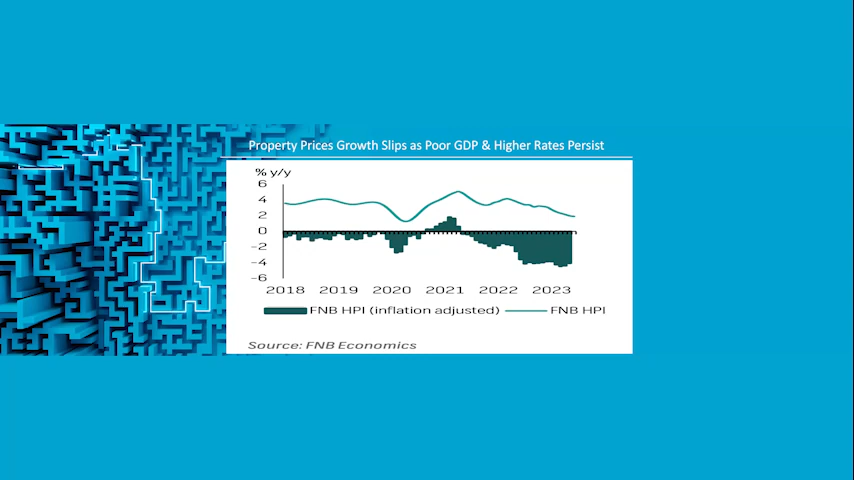 Property Prices Growth Slips as Poor GDP & Higher Rates Persist
% y/y
6
4
2
0
-2
-4
-6
2018 2019 2020 2021 2022 2023
FNB HPI (inflation adjusted) FNB HPI
Source: FNB Economics